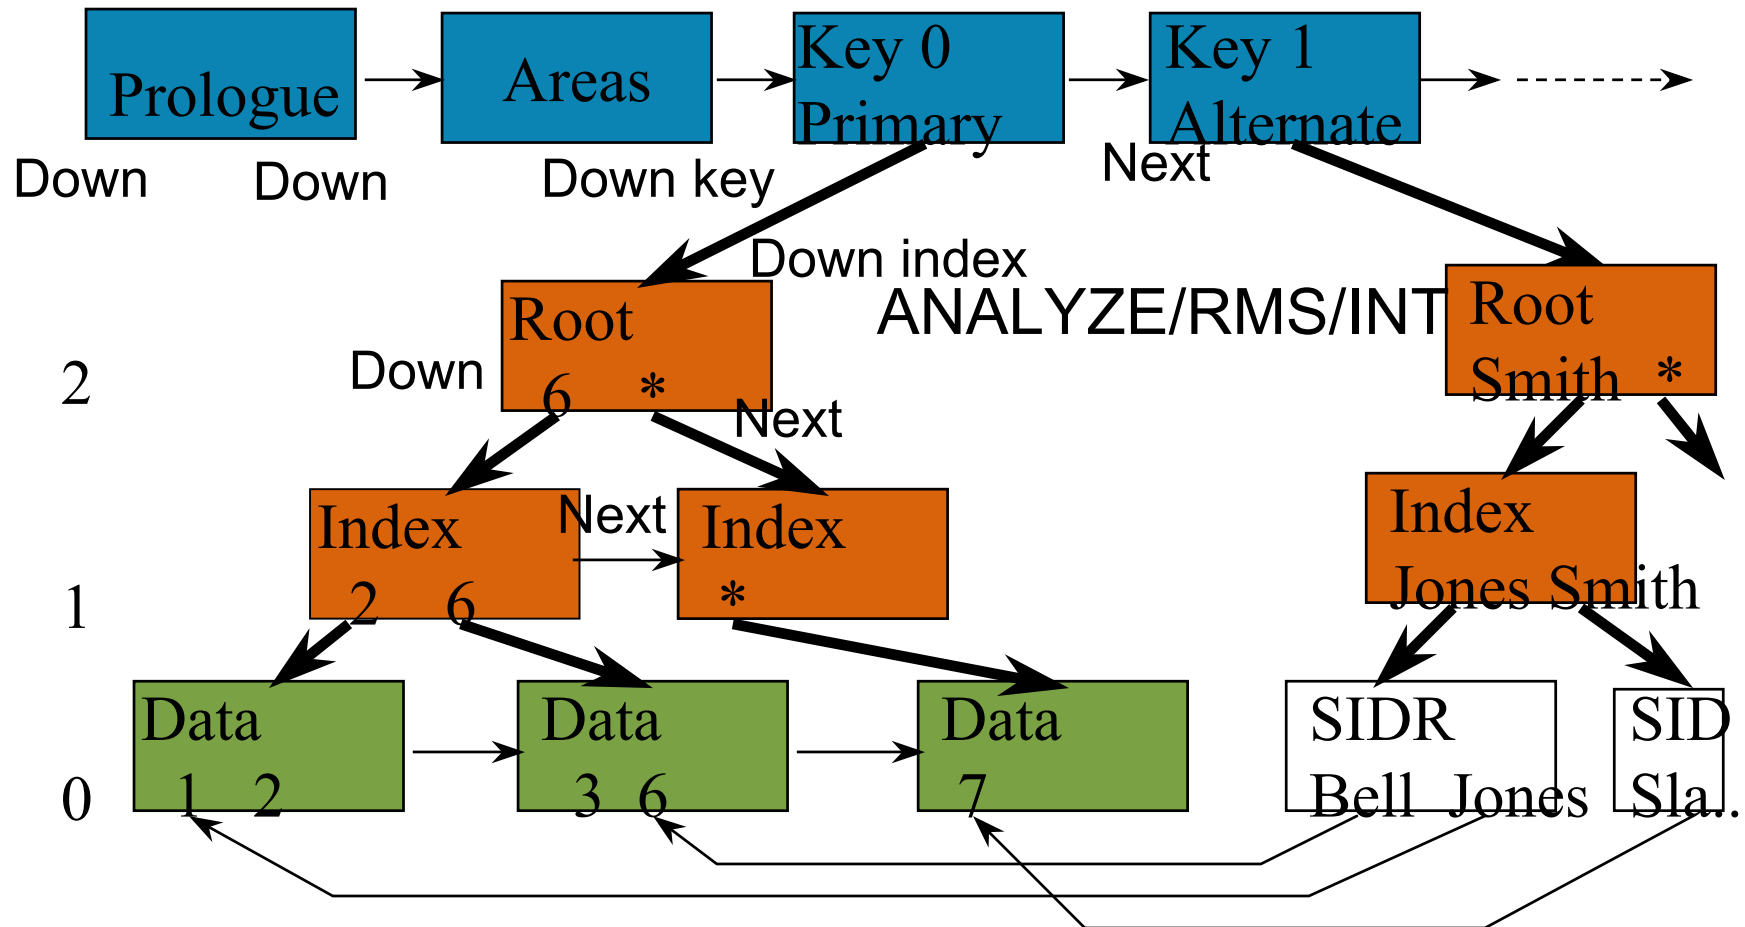 Prologue
Areas
Key 0
Primary
Key 1
Alternate
Down
Down
Down key
Next
Down index
ANALYZE/RMS/INT
2
Down
Root
6 *
Next
Root
Smith *
1
Index
2 6
Next
Index
*
Index
Jones Smith
0
Data
1 2
Data
3 6
Data
7
SIDR
Bell Jones
SID
Sla..